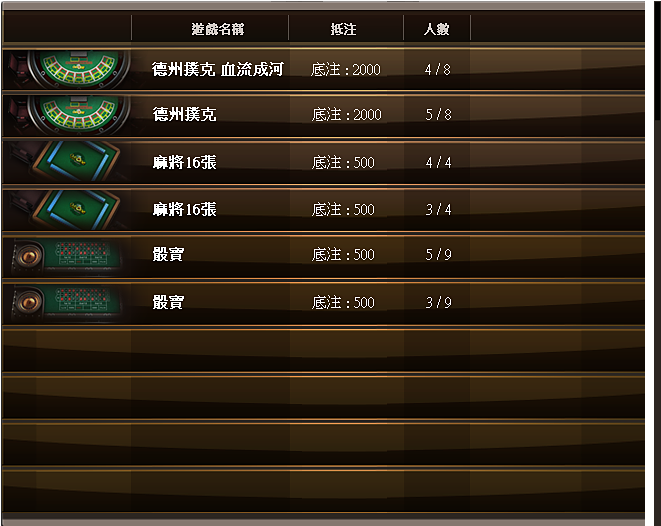 遊戲名稱 抵注 人數
德州撲克 血流成河 底注 : 2000 4 / 8
德州撲克 底注 : 2000 5 / 8
麻將16張 底注 : 500 4 / 4
麻將16張 底注 : 500 3 / 4
骰寶 底注 : 500 5 / 9
骰寶 底注 : 500 3 / 9